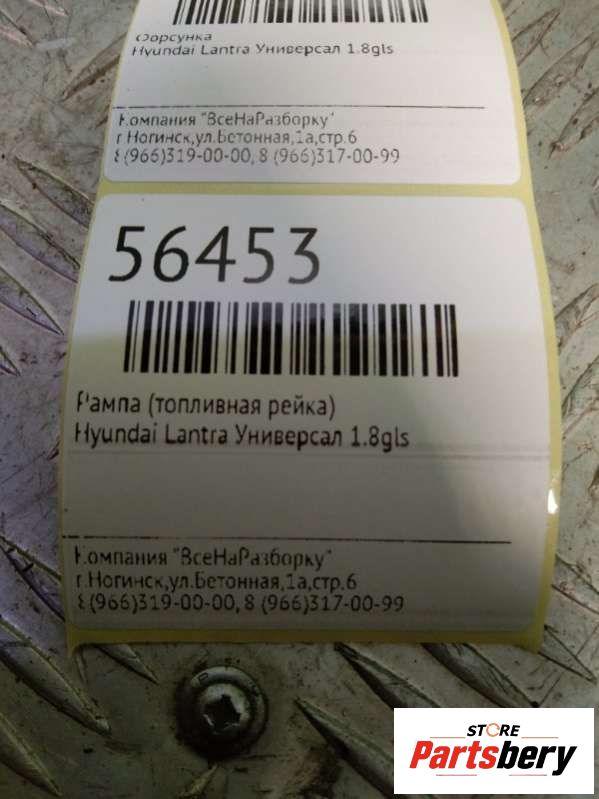 Форсунка
Hyundai Lantra Универсал 1.8gls
Компания "ВсеНаРазборку"
г.Ногинск,ул.Бетонная,1а,стр.6
8(966)319-00-00, 8 (966)317-00-99
56453
Рампа (топливная рейка)
Hyundai Lantra Универсал 1.8gls
Компания "ВсеНаРазборку"
г.Ногинск,ул.Бетонная,1а,стр.6
8(966)319-00-00, 8 (966)317-00-99
STORE
Partsbery